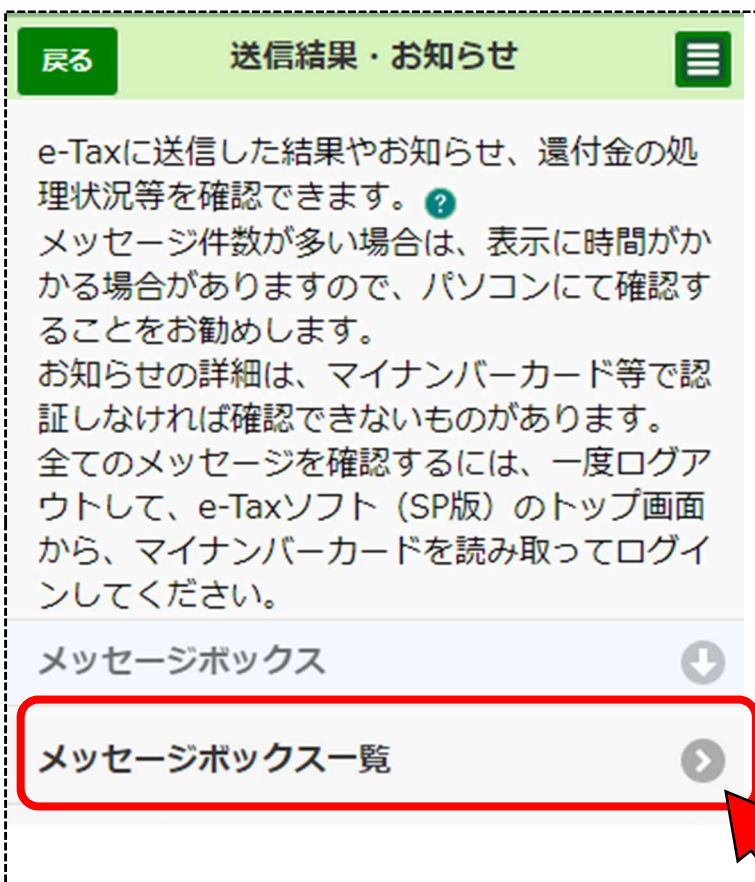 戻る
送信結果・お知らせ
e-Taxに送信した結果やお知らせ、還付金の処
理状況等を確認できます。?
メッセージ件数が多い場合は、表示に時間がか
かる場合がありますので、パソコンにて確認す
ることをお勧めします。
お知らせの詳細は、マイナンバーカード等で認
証しなければ確認できないものがあります。
全てのメッセージを確認するには、一度ログア
ウトして、e-Taxソフト（SP版）のトップ画面
から、マイナンバーカードを読み取ってログイ
ンしてください。
メッセージボックス
メッセージボックス一覧